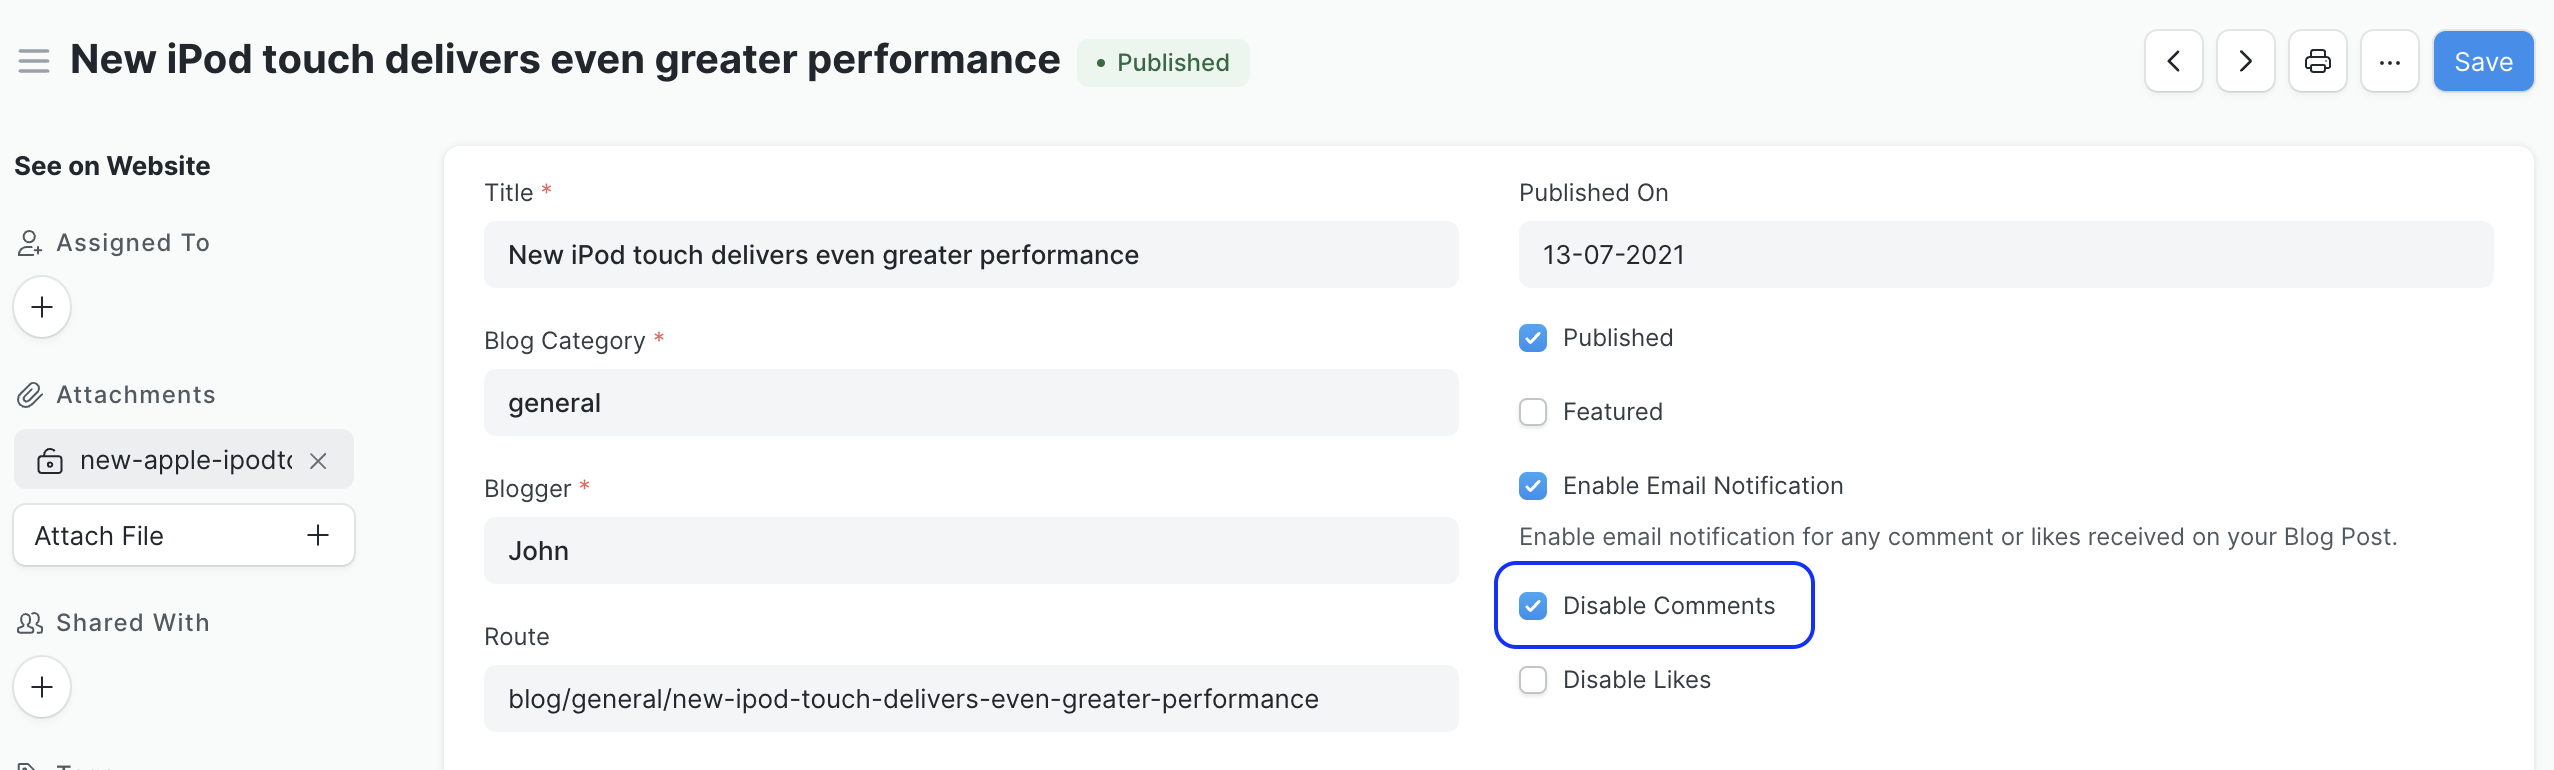 New iPod touch delivers even greater performance
• Published
Save
See on Website
Assigned To
Attachments
new-apple-ipodt
Attach File
Shared With
Title *
New iPod touch delivers even greater performance
Blog Category *
general
Blogger *
John
Route
blog/general/new-ipod-touch-delivers-even-greater-performance
Published On
13-07-2021
Published
Featured
Enable Email Notification
Enable email notification for any comment or likes received on your Blog Post.
Disable Comments
Disable Likes